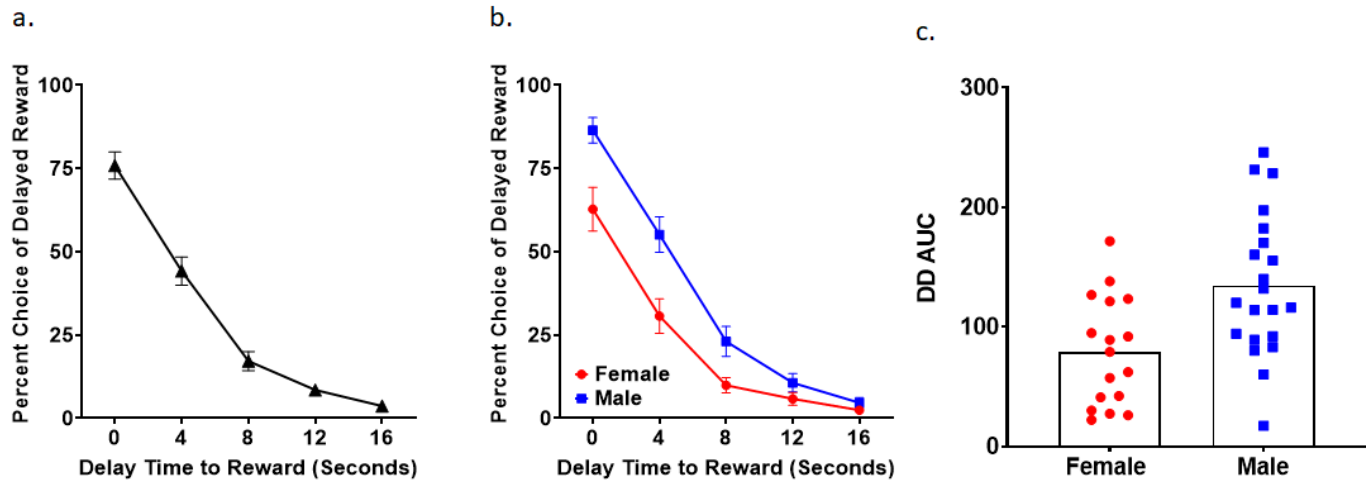 a.
Percent Choice of Delayed Reward
100
75
50
25
0
0 4 8 12 16
Delay Time to Reward (Seconds)
b.
Percent Choice of Delayed Reward
100
75
50
25
0
Female
Male
0 4 8 12 16
Delay Time to Reward (Seconds)
c.
DD AUC
300
200
100
0
Female Male